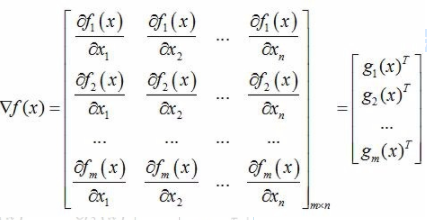 ∇f(x) = [ ∂f₁(x)/∂x₁ ∂f₁(x)/∂x₂ ... ∂f₁(x)/∂xₙ
∂f₂(x)/∂x₁ ∂f₂(x)/∂x₂ ... ∂f₂(x)/∂xₙ
... ... ... ...
∂fₘ(x)/∂x₁ ∂fₘ(x)/∂x₂ ... ∂fₘ(x)/∂xₙ ]ₘ×ₙ
= [ g₁(x)ᵀ
g₂(x)ᵀ
...
gₘ(x)ᵀ ]